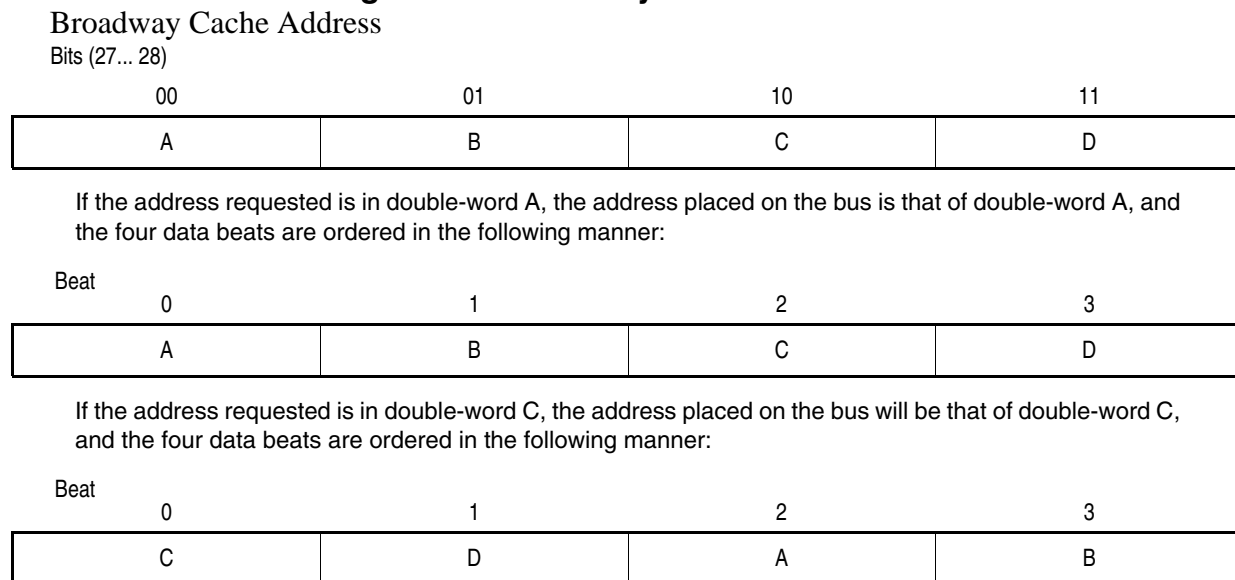 Broadway Cache Address
Bits (27... 28)
00 01 10 11
A B C D
If the address requested is in double-word A, the address placed on the bus is that of double-word A, and
the four data beats are ordered in the following manner:
Beat
0 1 2 3
A B C D
If the address requested is in double-word C, the address placed on the bus will be that of double-word C,
and the four data beats are ordered in the following manner:
Beat
0 1 2 3
C D A B